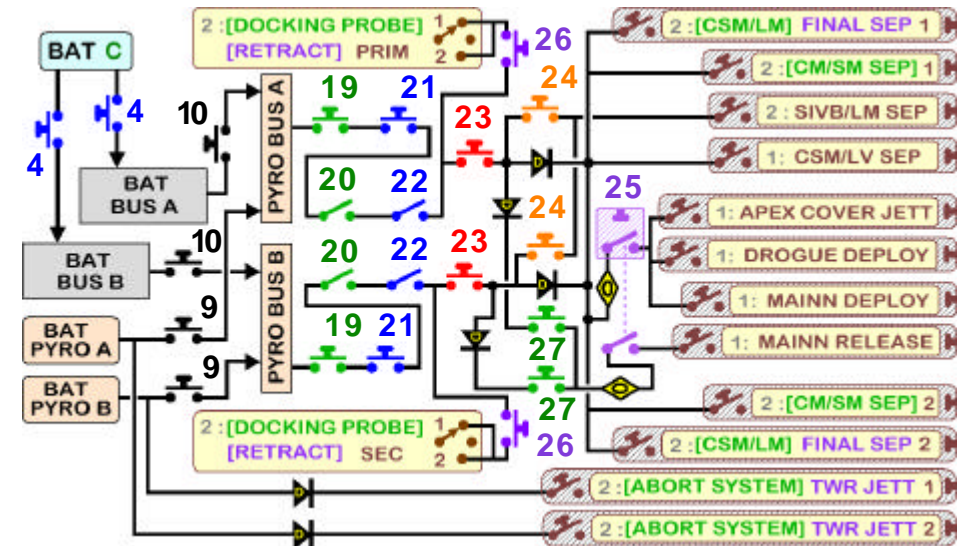 2 :[DOCKING PROBE]
[RETRACT] PRIM
1
2
26
2 :[CSM/LM] FINAL SEP 1
BAT C
4
4
10
PYRO BUS A
19
21
24
2 :[CM/SM SEP] 1
23
D
2: SIVB/LM SEP
1: CSM/LV SEP
BAT
BUS A
20
22
D
24
25
1: APEX COVER JETT
10
BAT
BUS B
PYRO BUS B
20
22
23
D
D
1: DROGUE DEPLOY
1: MAINN DEPLOY
9
BAT
PYRO A
19
21
D
27
1: MAINN RELEASE
9
BAT
PYRO B
27
D
2 :[CM/SM SEP] 2
2 :[DOCKING PROBE]
[RETRACT] SEC
1
2
26
2 :[CSM/LM] FINAL SEP 2
D
2 :[ABORT SYSTEM] TWR JETT 1
D
2 :[ABORT SYSTEM] TWR JETT 2